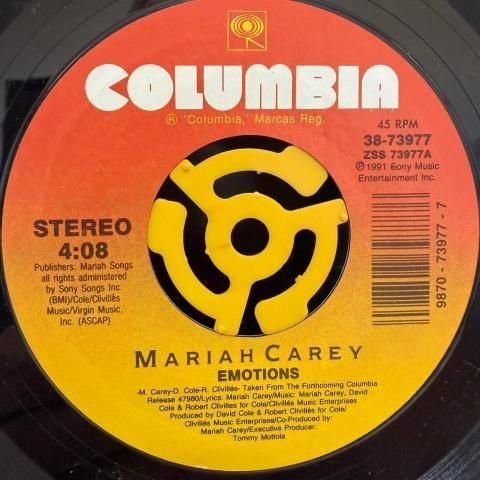 COLUMBIA
® "Columbia," Marcas Reg.
45 RPM
38-73977
ZSS 73977A
℗ 1991 Sony Music
Entertainment Inc.
STEREO
4:08
Publishers: Mariah Songs
all rights administered
by Sony Songs Inc.
(BMI)/Cole/Clivillés
Music/Virgin Music,
Inc. (ASCAP)
9870-73977-7
MARIAH CAREY
EMOTIONS
-M. Carey-D. Cole-R. Clivillés- Taken From The Forthcoming Columbia
Release 47980/Lyrics: Mariah Carey/Music: Mariah Carey, David
Cole & Robert Clivilles for Cole/Clivillés Music Enterprises
Produced by David Cole & Robert Clivillés for Cole/
Clivillés Music Enterprises/Co-Produced by:
Mariah Carey/Executive Producer:
Tommy Mottola